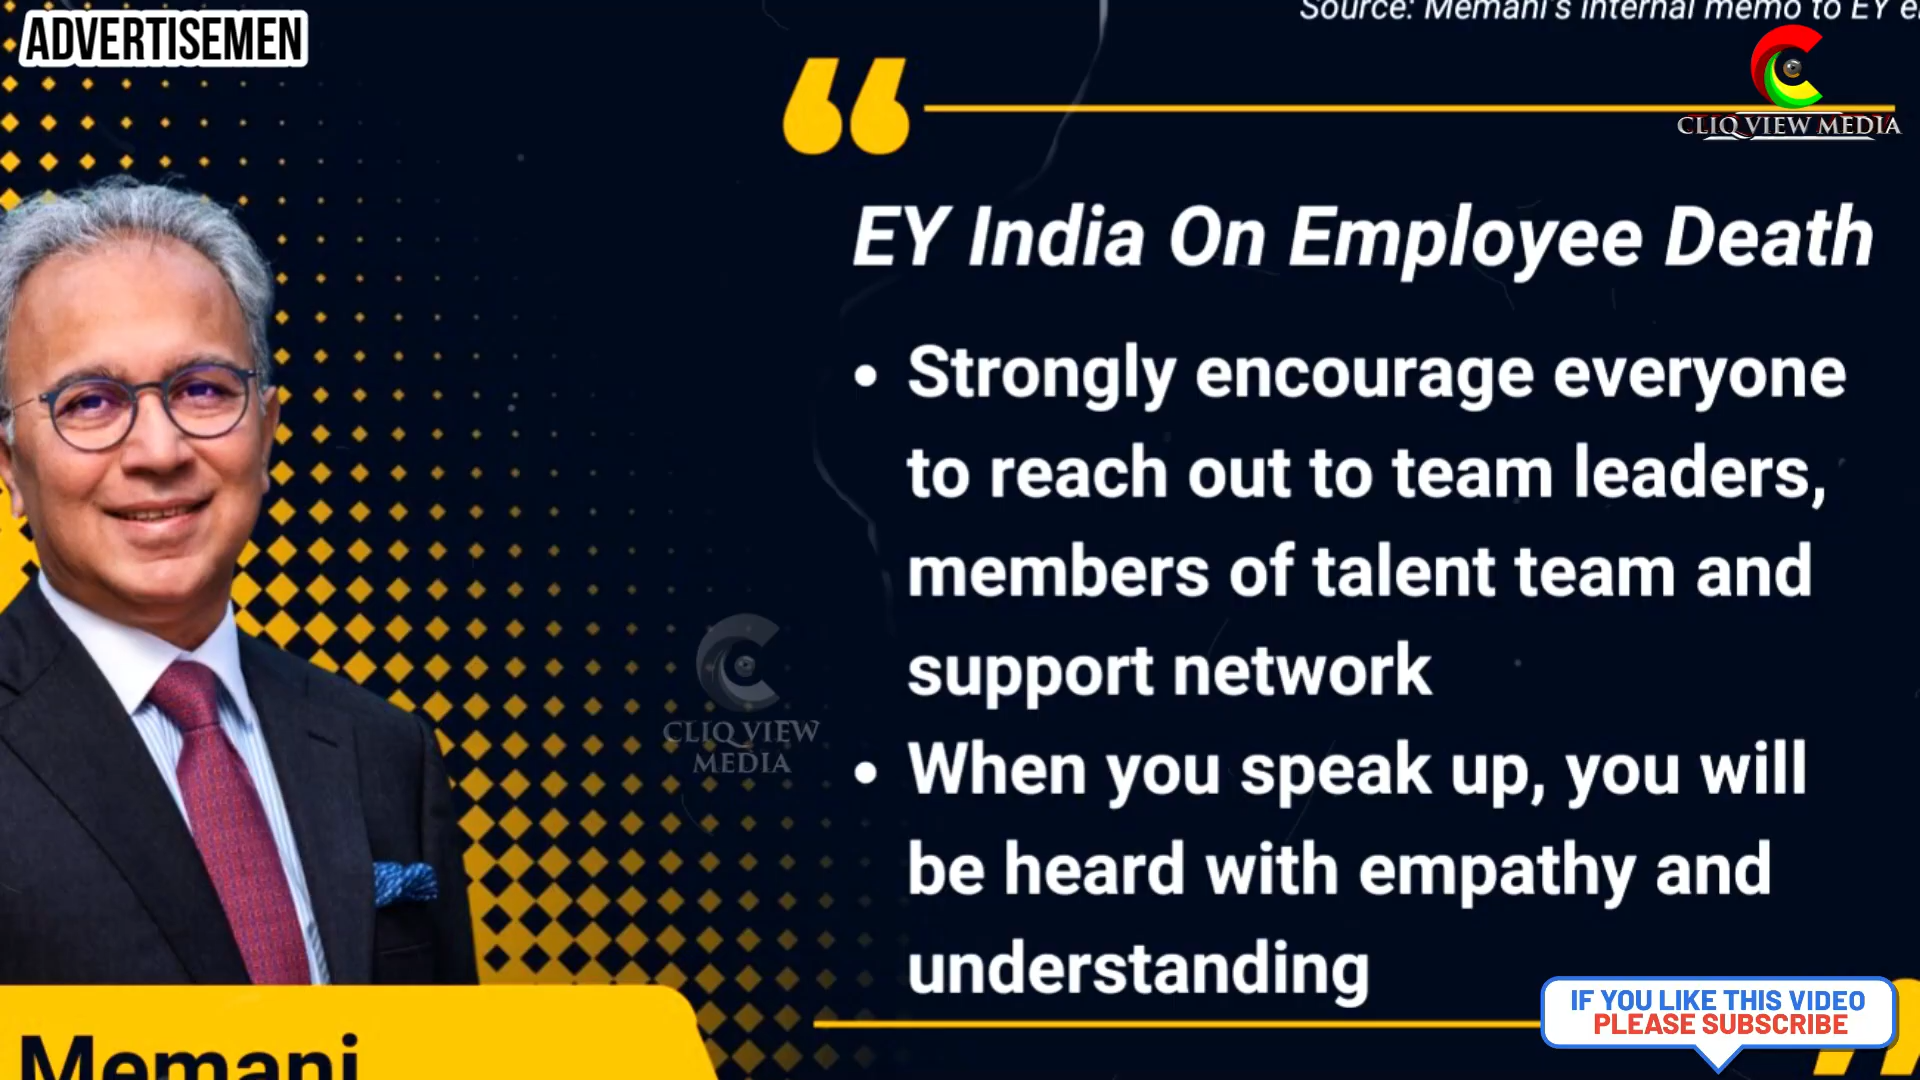 ADVERTISEMEN
Source: Memani's internal memo to EY
CLIQ VIEW MEDIA
EY India On Employee Death
• Strongly encourage everyone
to reach out to team leaders,
members of talent team and
support network
CLIQ VIEW
MEDIA
• When you speak up, you will
be heard with empathy and
understanding
IF YOU LIKE THIS VIDEO
PLEASE SUBSCRIBE
Memani